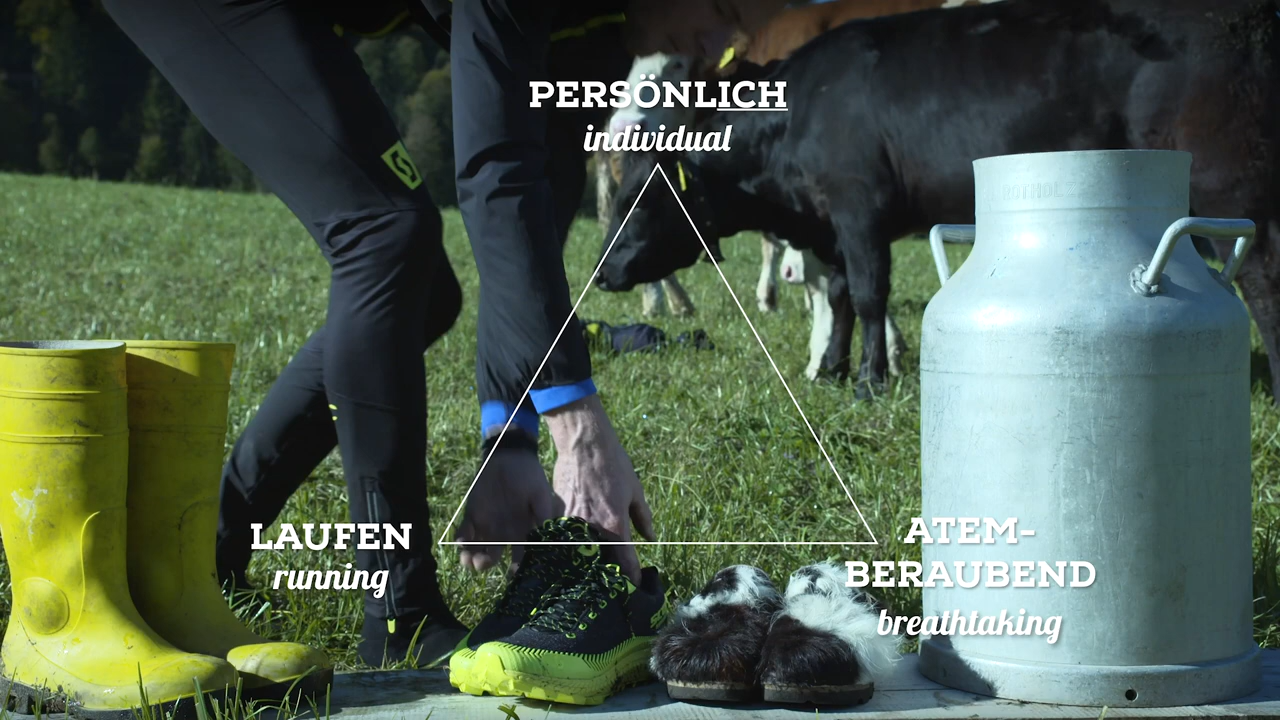 PERSÖNLICH
individual
LAUFEN
running
ATEM-
BERAUBEND
breathtaking